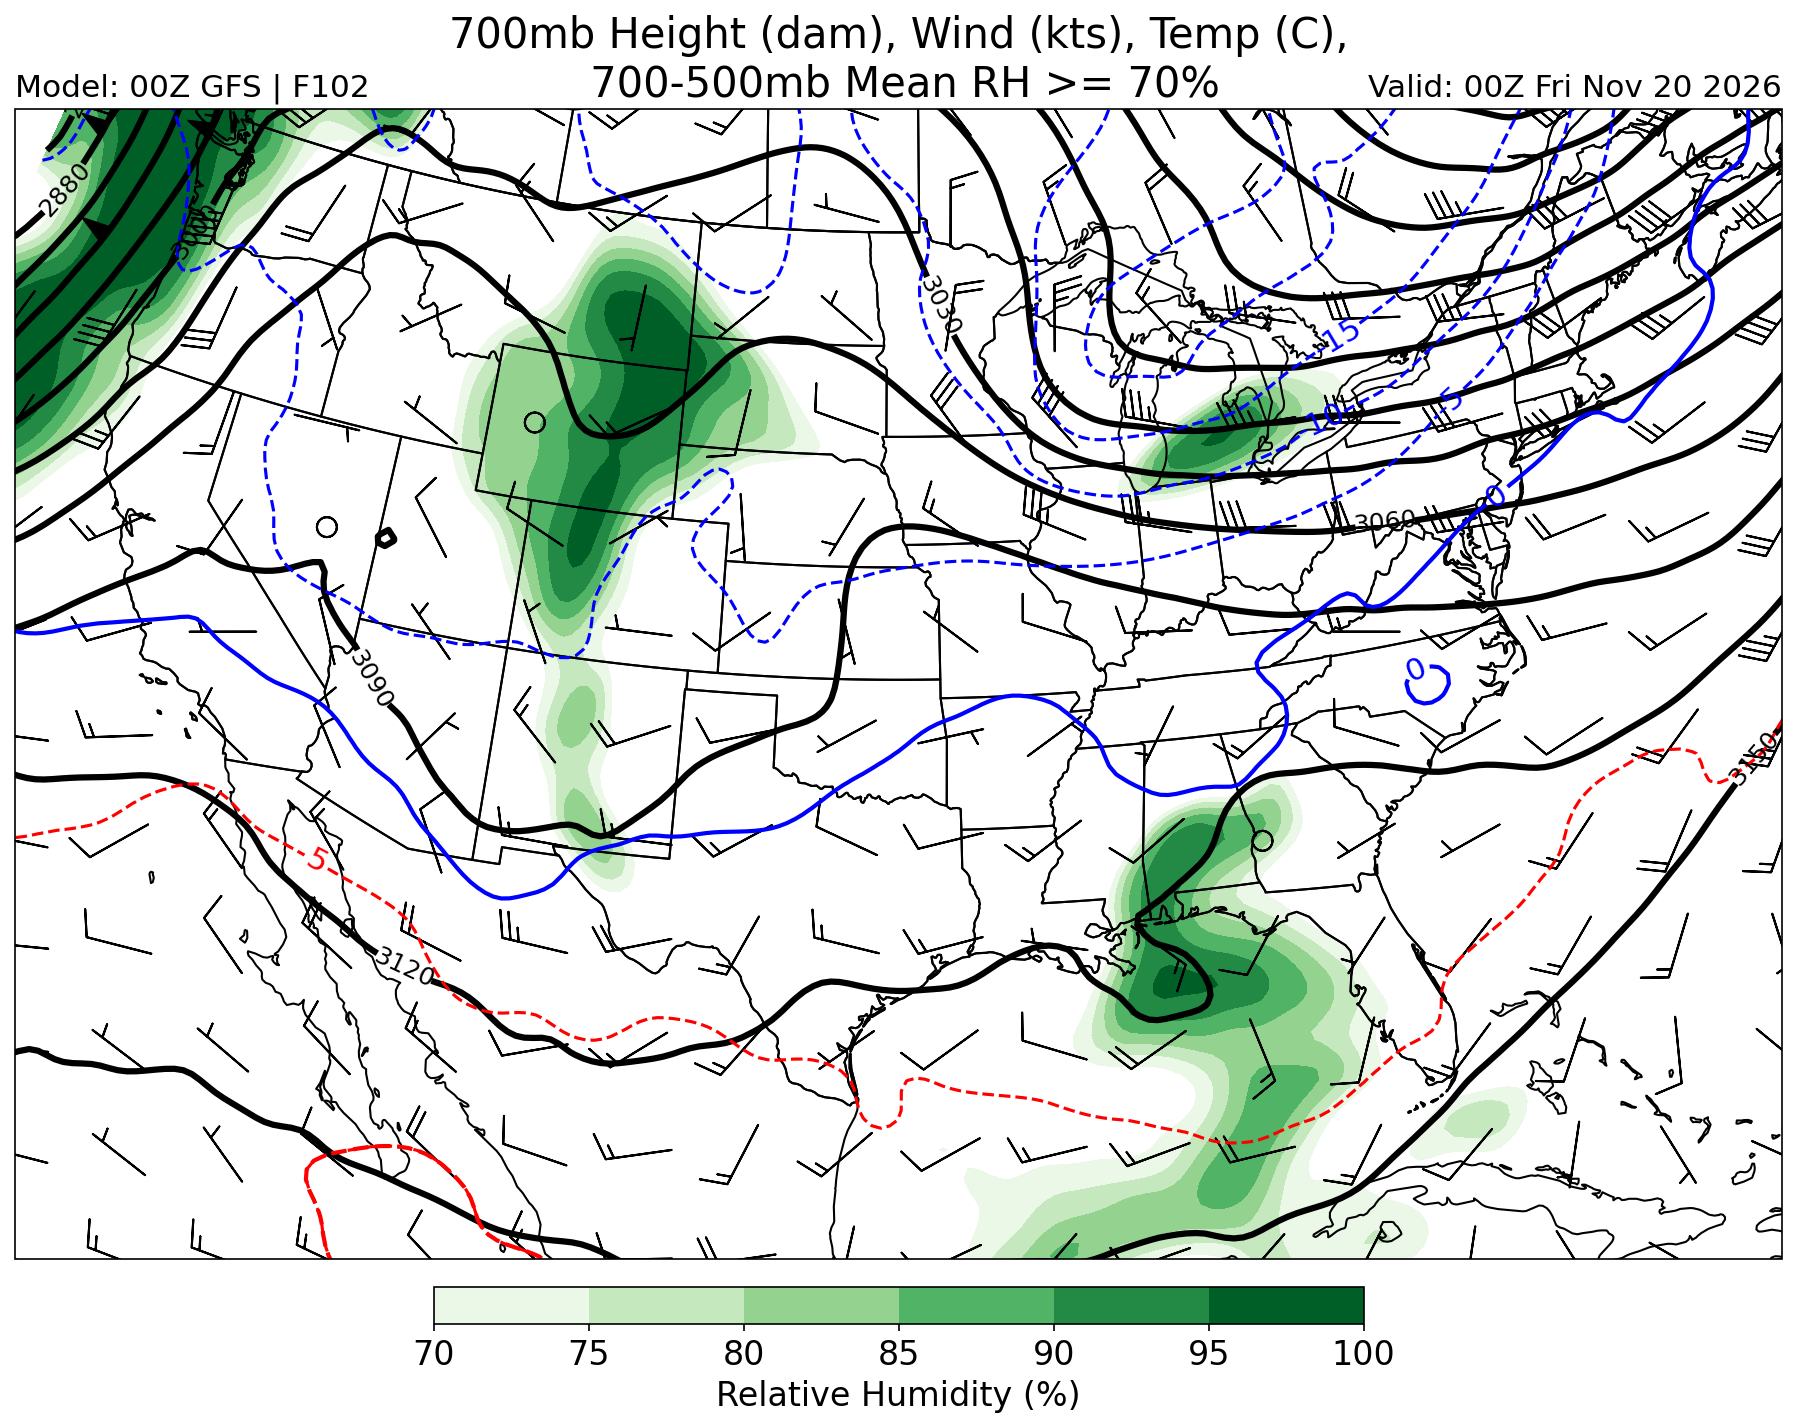 700mb Height (dam), Wind (kts), Temp (C),
700-500mb Mean RH >= 70%
Model: 00Z GFS | F102
Valid: 00Z Fri Nov 20 2026
2880
3030
-15
-10
-5
0
3060
0
3090
3150
5
3120
70 75 80 85 90 95 100
Relative Humidity (%)